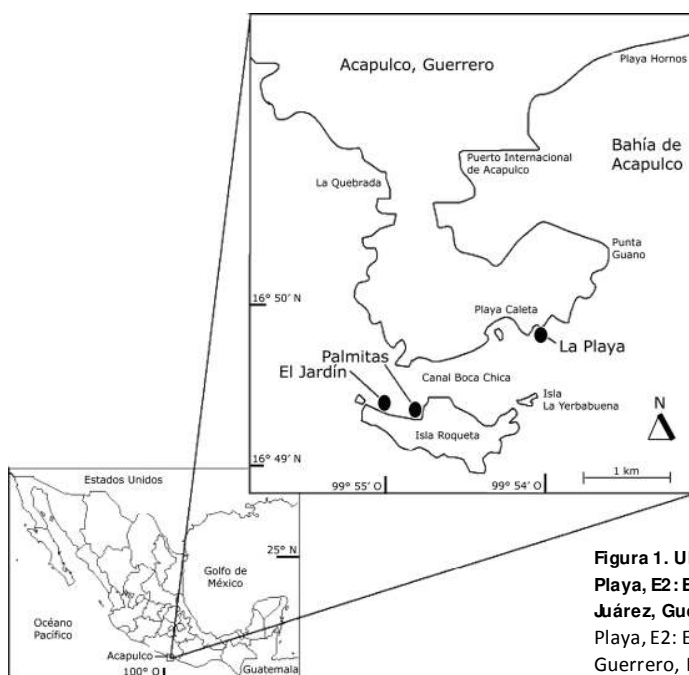 Acapulco, Guerrero
Playa Hornos
Bahía de
Acapulco
Puerto Internacional
de Acapulco
La Quebrada
Punta
Guano
16° 50' N
Playa Caleta
La Playa
Palmitas
El Jardín
Canal Boca Chica
Isla
La Yerbabuena
N
Isla Roqueta
16° 49' N
1 km
99° 55' O
99° 54' O
Estados Unidos
25° N
Golfo de
México
Océano
Pacífico
Acapulco
Guatemala
100° O
Figura 1. U
Playa, E2: E
Juárez, Gu
Playa, E2: E
Guerrero,